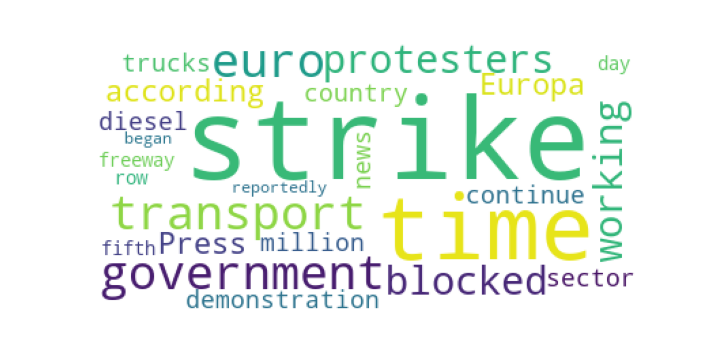 trucks euro protesters day
according country Europa
diesel strike working
began
freeway news
row reportedly continue
transport time
fifth Press million
government blocked sector
demonstration